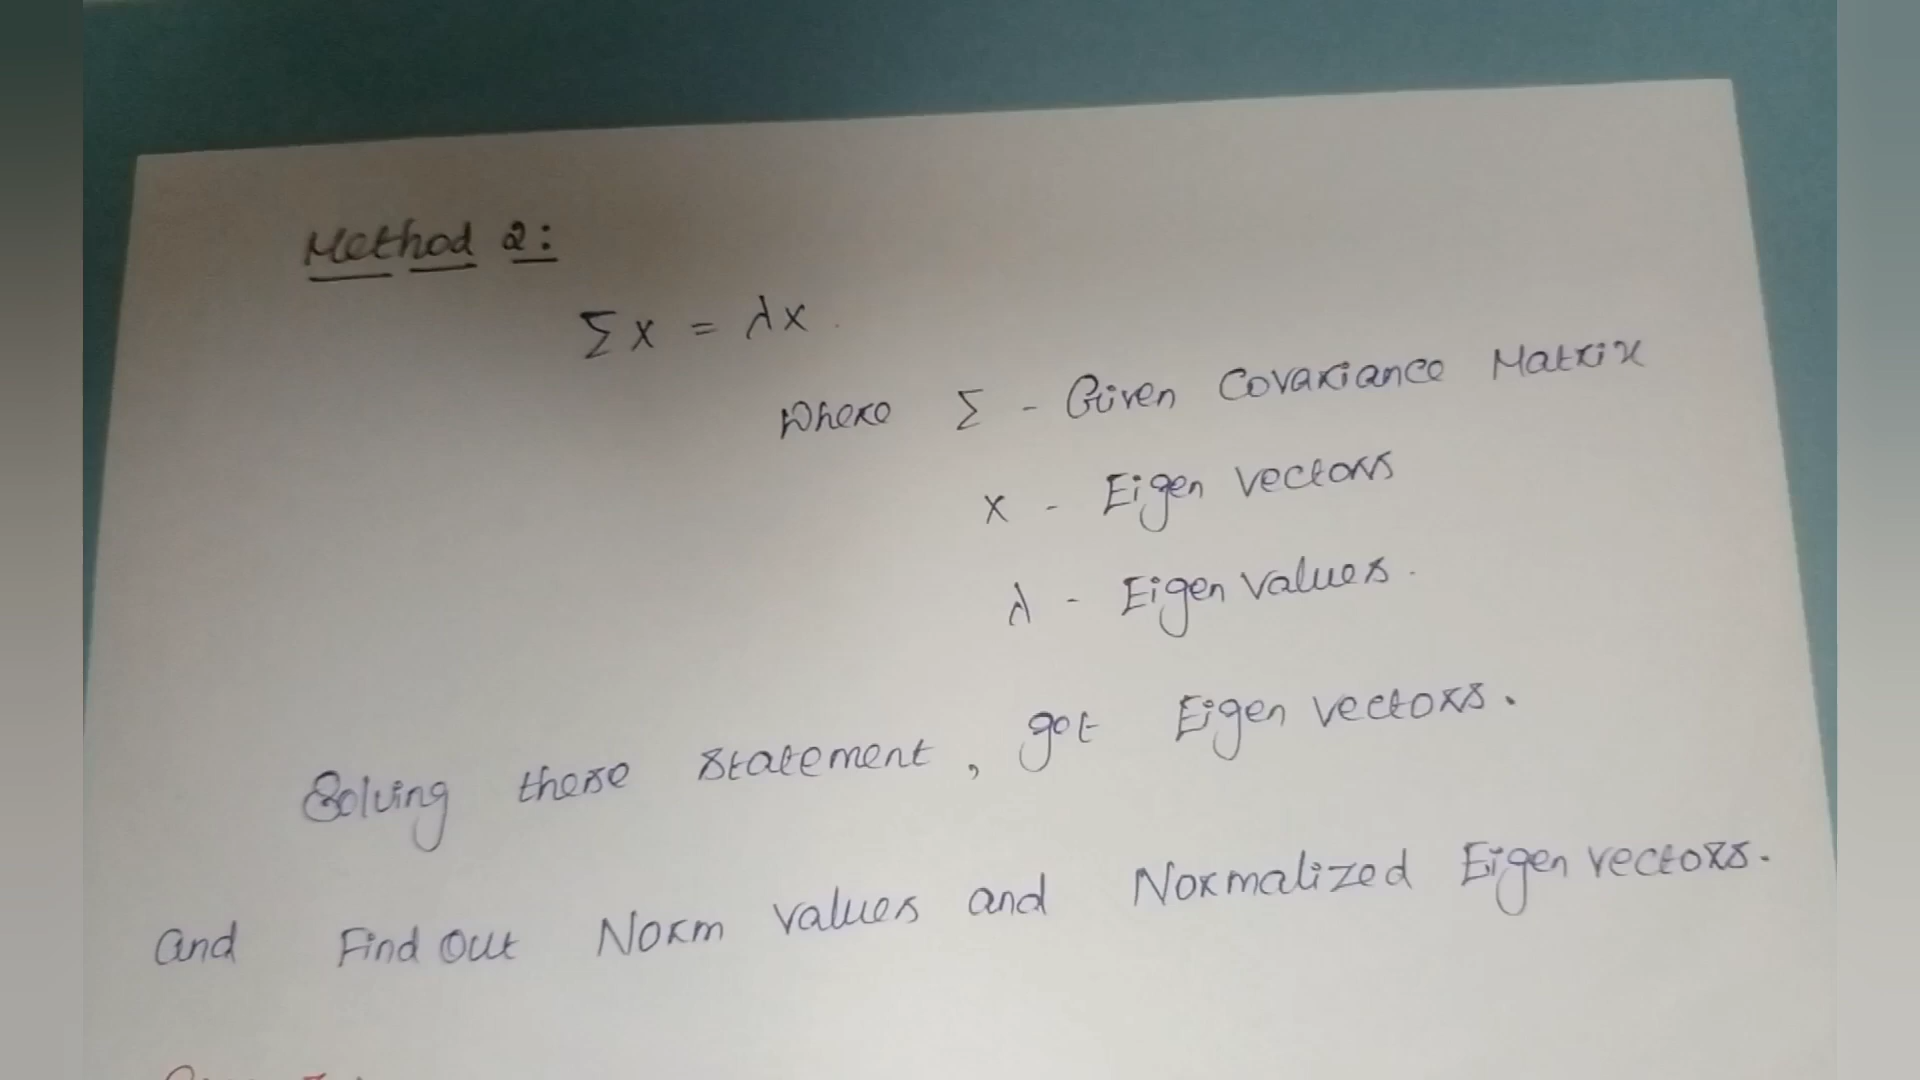 Method 2:
Σx = λx.
Where Σ - Given Covariance Matrix
x - Eigen vectors
λ - Eigen values.
Solving these statement, got Eigen vectors.
and Find Out Norm values and Normalized Eigen vectors.